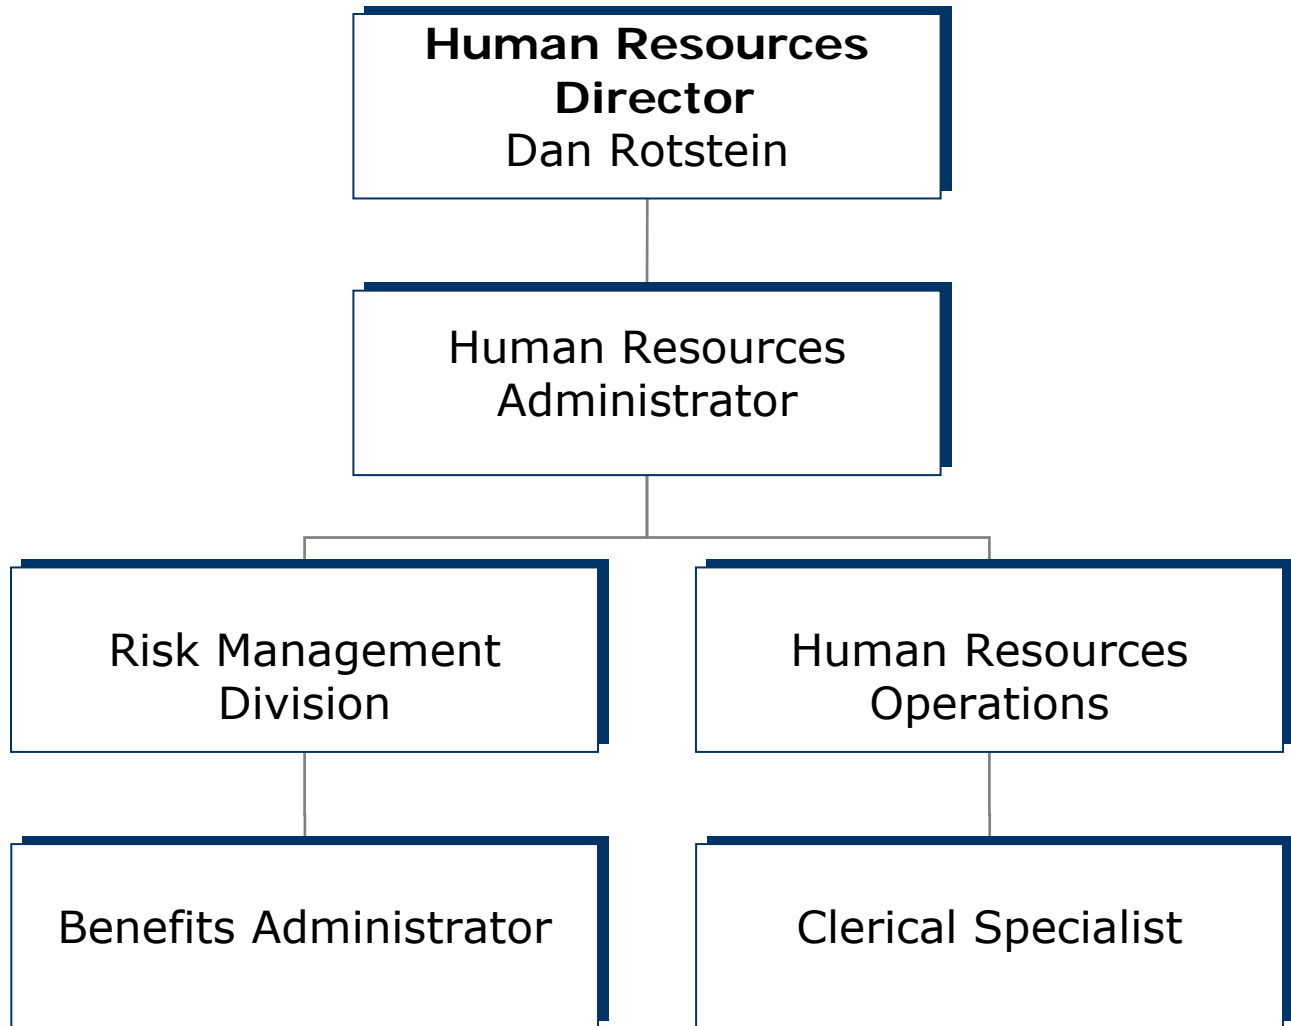 Human Resources
Director
Dan Rotstein
Human Resources
Administrator
Risk Management
Division
Human Resources
Operations
Benefits Administrator
Clerical Specialist